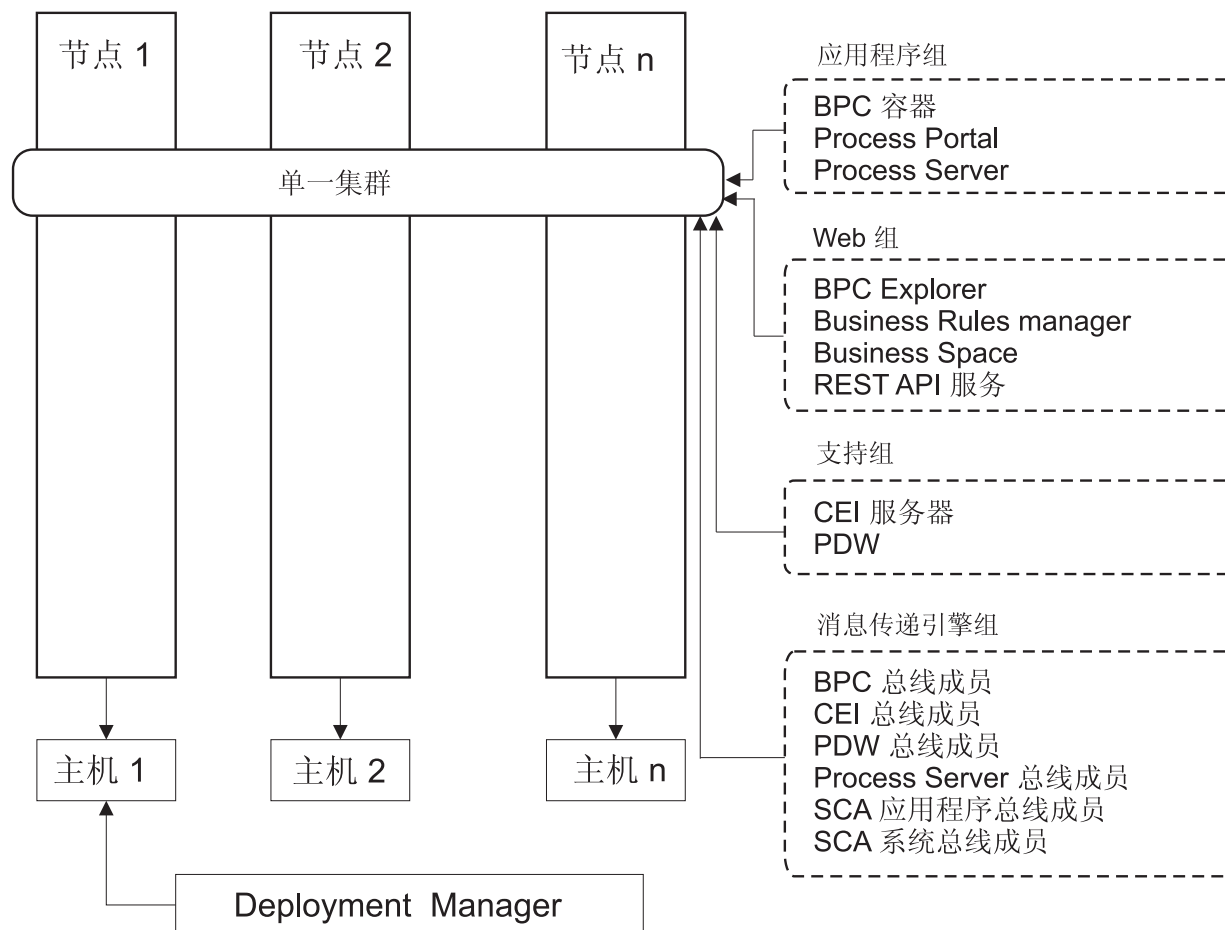 节点 1
节点 2
节点 n
单一集群
应用程序组
BPC 容器
Process Portal
Process Server
Web 组
BPC Explorer
Business Rules manager
Business Space
REST API 服务
支持组
CEI 服务器
PDW
消息传递引擎组
BPC 总线成员
CEI 总线成员
PDW 总线成员
Process Server 总线成员
SCA 应用程序总线成员
SCA 系统总线成员
主机 1
主机 2
主机 n
Deployment Manager